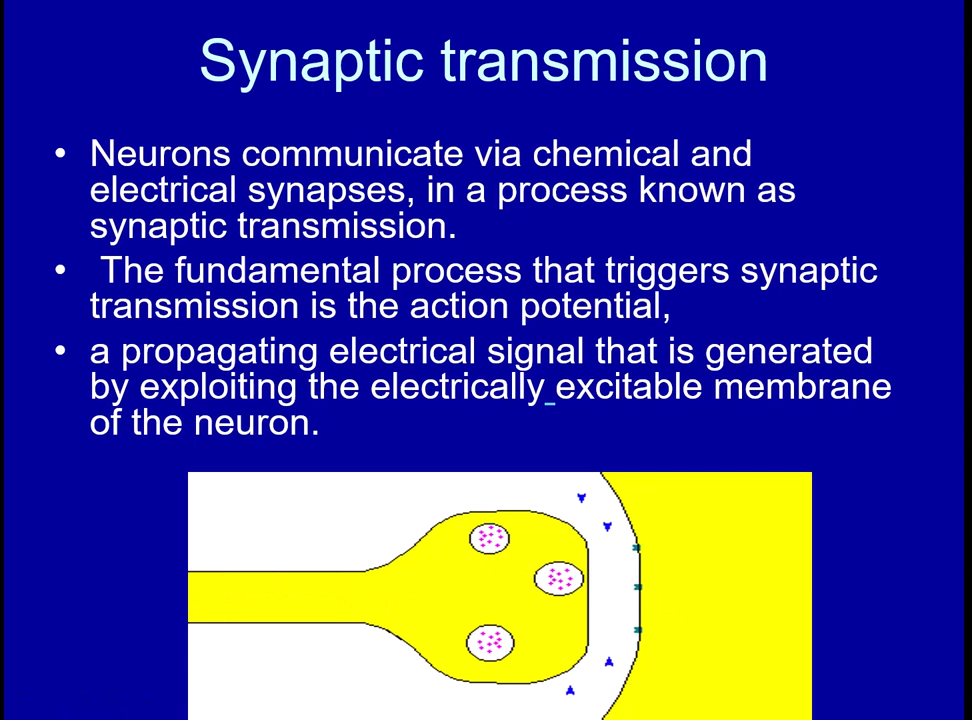 Synaptic transmission
• Neurons communicate via chemical and
electrical synapses, in a process known as
synaptic transmission.
• The fundamental process that triggers synaptic
transmission is the action potential,
• a propagating electrical signal that is generated
by exploiting the electrically excitable membrane
of the neuron.